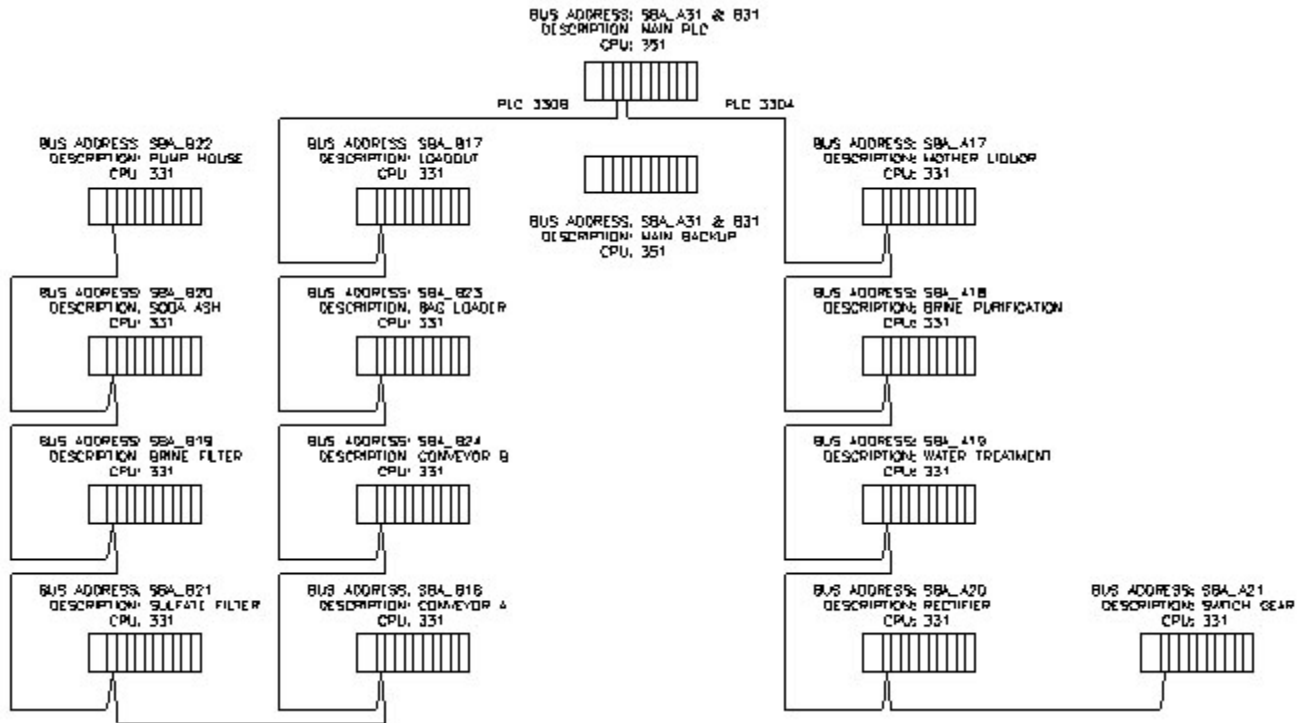 BUS ADDRESS: SBA_A31 & B31
DESCRIPTION: MAIN PLC
CPU: 351
PLC 330B
PLC 330A
BUS ADDRESS: SBA_B22
DESCRIPTION: PUMP HOUSE
CPU: 331
BUS ADDRESS: SBA_B17
DESCRIPTION: LOADOUT
CPU: 331
BUS ADDRESS: SBA_A17
DESCRIPTION: MOTHER LIQUOR
CPU: 331
BUS ADDRESS: SBA_A31 & B31
DESCRIPTION: MAIN BACKUP
CPU: 351
BUS ADDRESS: SBA_B20
DESCRIPTION: SODA ASH
CPU: 331
BUS ADDRESS: SBA_B23
DESCRIPTION: BAG LOADER
CPU: 331
BUS ADDRESS: SBA_A18
DESCRIPTION: BRINE PURIFICATION
CPU: 331
BUS ADDRESS: SBA_B19
DESCRIPTION: BRINE FILTER
CPU: 331
BUS ADDRESS: SBA_B24
DESCRIPTION: CONVEYOR B
CPU: 331
BUS ADDRESS: SBA_A19
DESCRIPTION: WATER TREATMENT
CPU: 331
BUS ADDRESS: SBA_B21
DESCRIPTION: SULFATE FILTER
CPU: 331
BUS ADDRESS: SBA_B18
DESCRIPTION: CONVEYOR A
CPU: 331
BUS ADDRESS: SBA_A20
DESCRIPTION: RECTIFIER
CPU: 331
BUS ADDRESS: SBA_A21
DESCRIPTION: SWITCH GEAR
CPU: 331